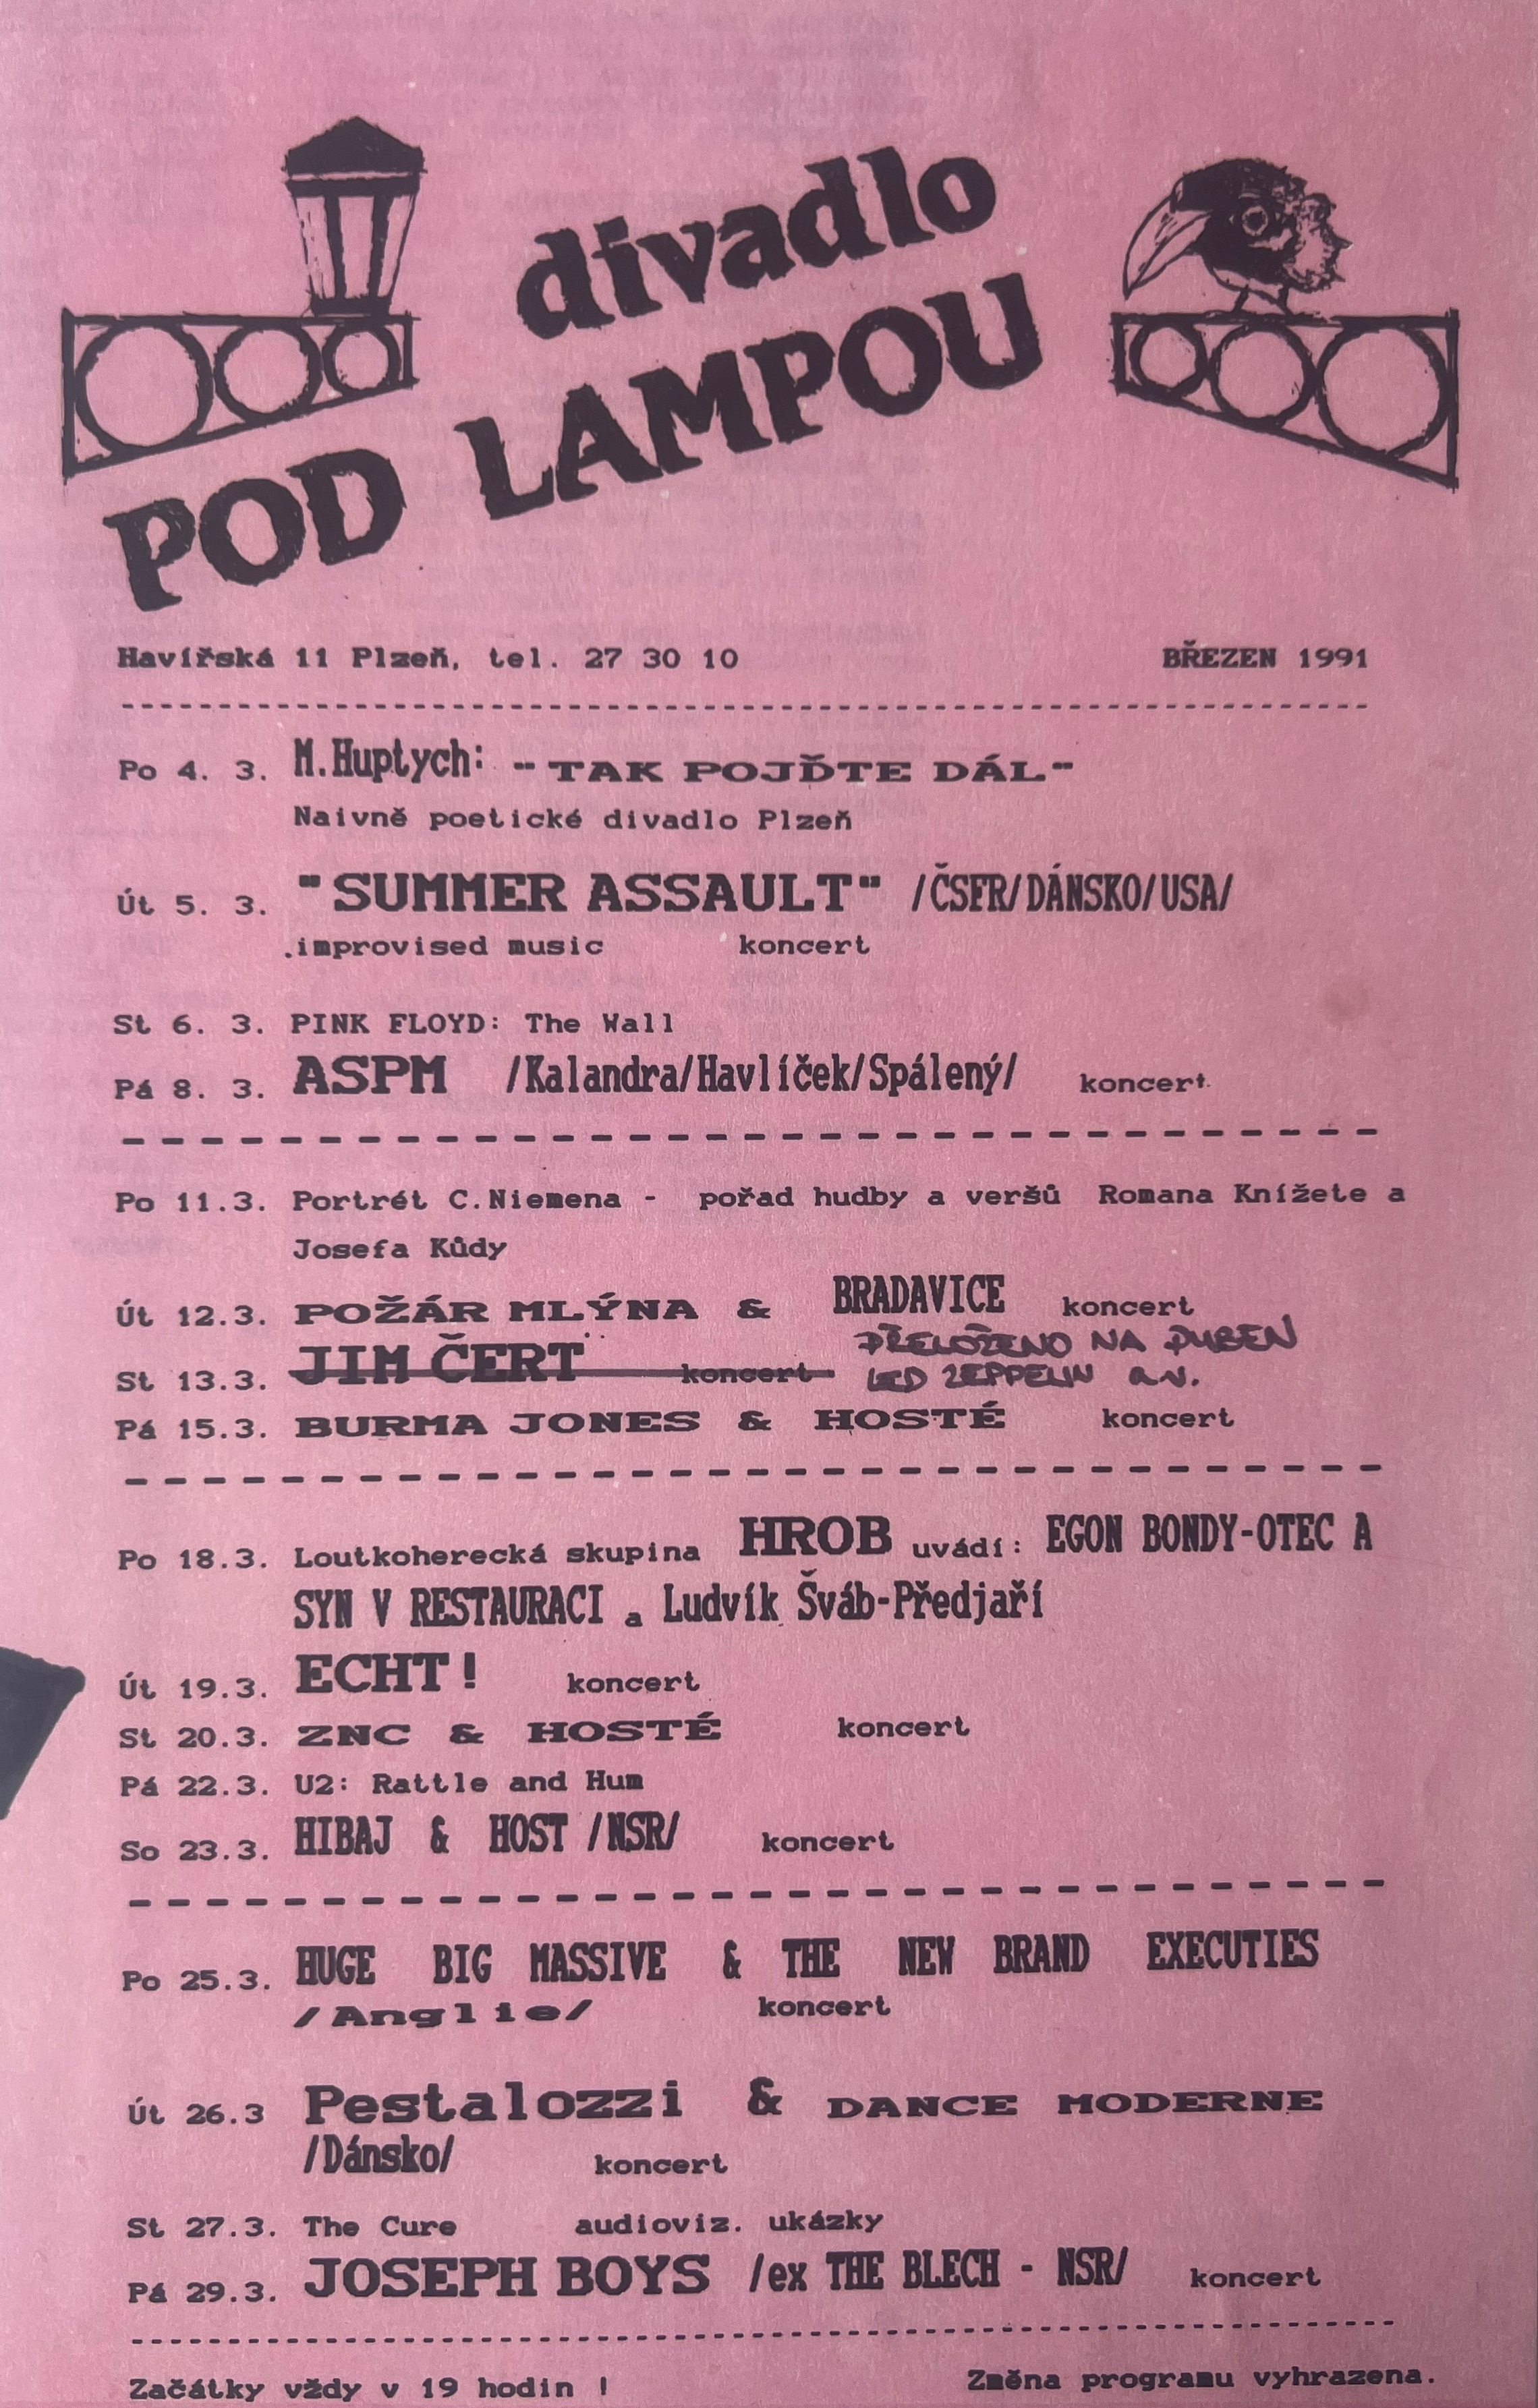 divadlo
POD LAMPOU
Havířská 11 Plzeň, tel. 27 30 10 BŘEZEN 1991
Po 4. 3. M.Huptych: "TAK POJĎTE DÁL"
Naivně poetické divadlo Plzeň
Út 5. 3. "SUMMER ASSAULT" /ČSFR/DÁNSKO/USA/
.improvised music koncert
St 6. 3. PINK FLOYD: The Wall
Pá 8. 3. ASPM /Kalandra/Havlíček/Spálený/ koncert
Po 11.3. Portrét C.Niemena - pořad hudby a veršů Romana Knížete a
Josefa Kůdy
Út 12.3. POŽÁR MLÝNA & BRADAVICE koncert
PŘELOŽENO NA DUBEN
St 13.3. JIM ČERT koncert LED ZEPPELIN a.v.
Pá 15.3. BURMA JONES & HOSTÉ koncert
Po 18.3. Loutkoherecká skupina HROB uvádí: EGON BONDY-OTEC A
SYN V RESTAURACI a Ludvík Šváb-Předjaří
Út 19.3. ECHT! koncert
St 20.3. ZNC & HOSTÉ koncert
Pá 22.3. U2: Rattle and Hum
So 23.3. HIBAJ & HOST /NSR/ koncert
Po 25.3. HUGE BIG MASSIVE & THE NEW BRAND EXECUTIES
/Anglie/ koncert
Út 26.3 Pestalozzi & DANCE MODERNE
/Dánsko/ koncert
St 27.3. The Cure audioviz. ukázky
Pá 29.3. JOSEPH BOYS /ex THE BLECH - NSR/ koncert
Začátky vždy v 19 hodin ! Změna programu vyhrazena.